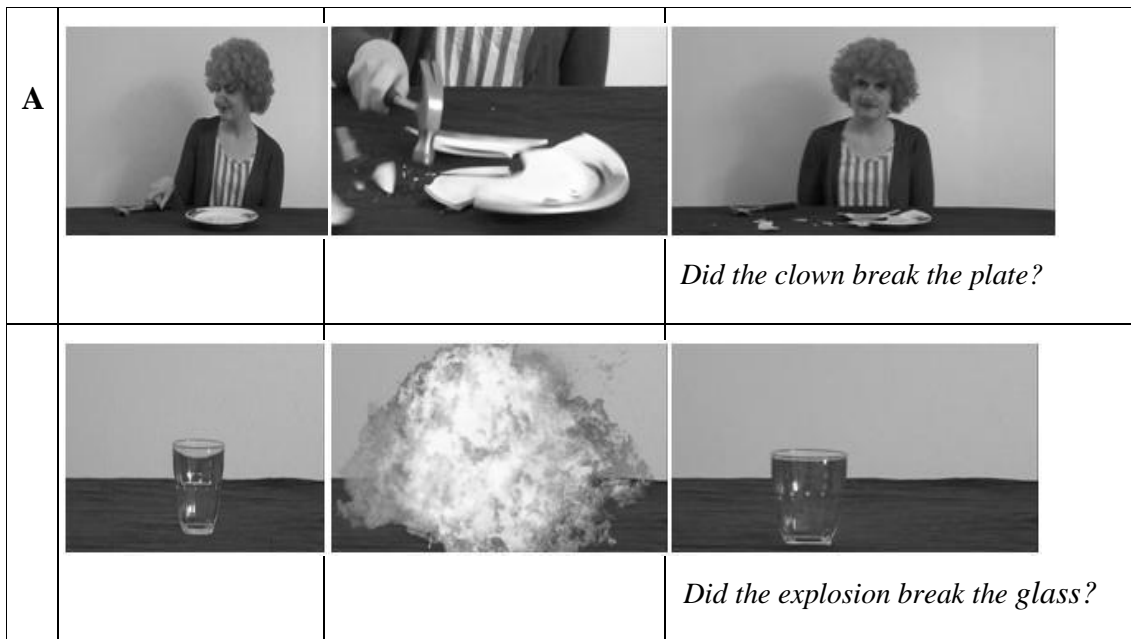 A
Did the clown break the plate?
Did the explosion break the glass?